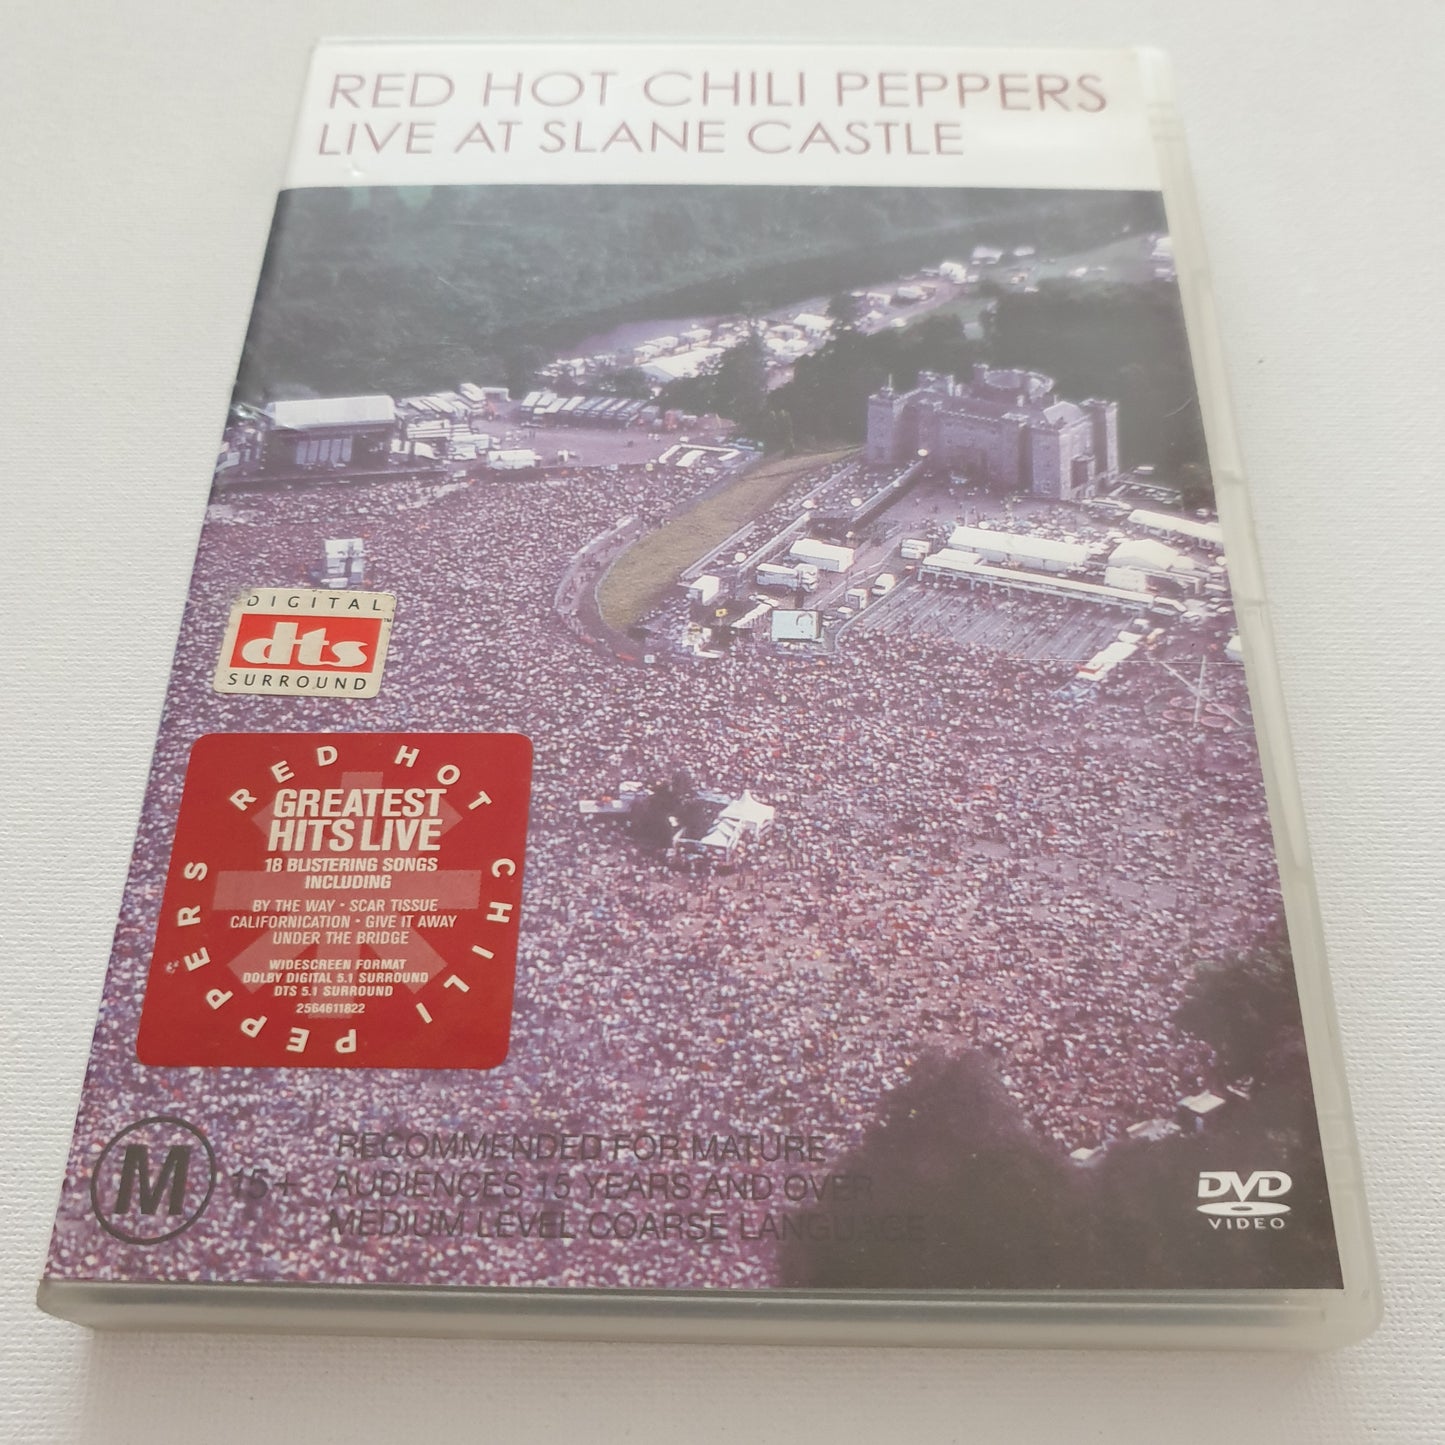 RED HOT CHILI PEPPERS
LIVE AT SLANE CASTLE
DIGITAL
dts™
SURROUND
RED HOT CHILI PEPPERS
GREATEST
HITS LIVE
18 BLISTERING SONGS
INCLUDING
BY THE WAY · SCAR TISSUE
CALIFORNICATION · GIVE IT AWAY
UNDER THE BRIDGE
WIDESCREEN FORMAT
DOLBY DIGITAL 5.1 SURROUND
DTS 5.1 SURROUND
2564611822
M 15+
RECOMMENDED FOR MATURE
AUDIENCES 15 YEARS AND OVER
MEDIUM LEVEL COARSE LANGUAGE
DVD
VIDEO